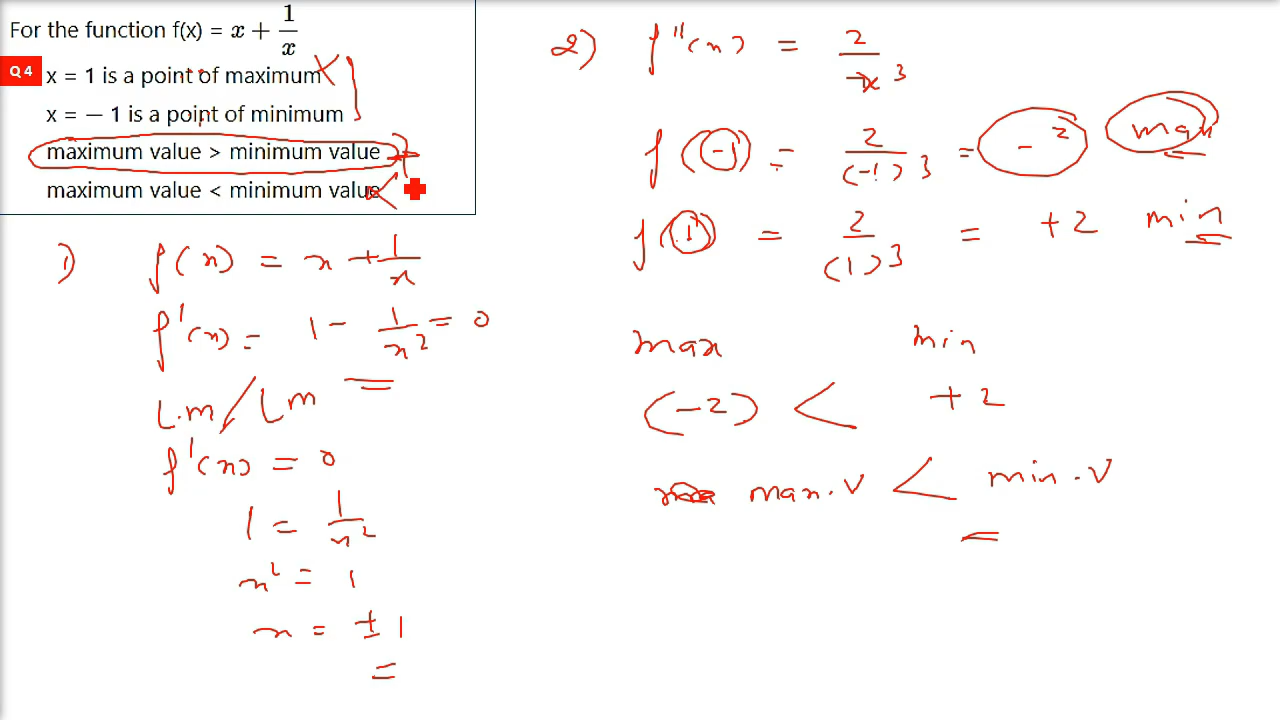 For the function f(x) = x + 1/x
Q4
x = 1 is a point of maximum
x = − 1 is a point of minimum
maximum value > minimum value
maximum value < minimum value
1) f(x) = x + 1/x
f'(x) = 1 - 1/x² = 0
L.m / Lm
f'(x) = 0
1 = 1/x²
x² = 1
x = ± 1
=
2) f''(x) = 2/x³
f(-1) = 2/(-1)³ = -2 max
f(1) = 2/(1)³ = +2 min
max min
(-2) < +2
max.v < min.v